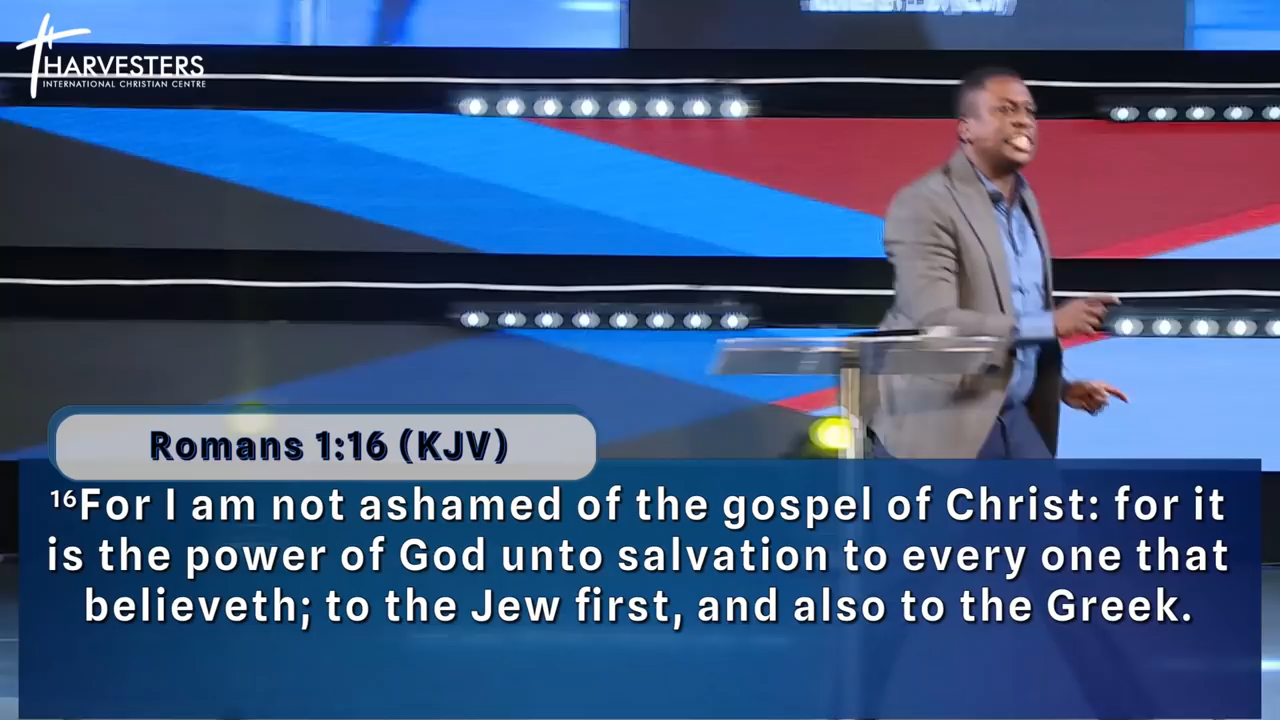 HARVESTERS
INTERNATIONAL CHRISTIAN CENTRE
Romans 1:16 (KJV)
¹⁶For I am not ashamed of the gospel of Christ: for it
is the power of God unto salvation to every one that
believeth; to the Jew first, and also to the Greek.